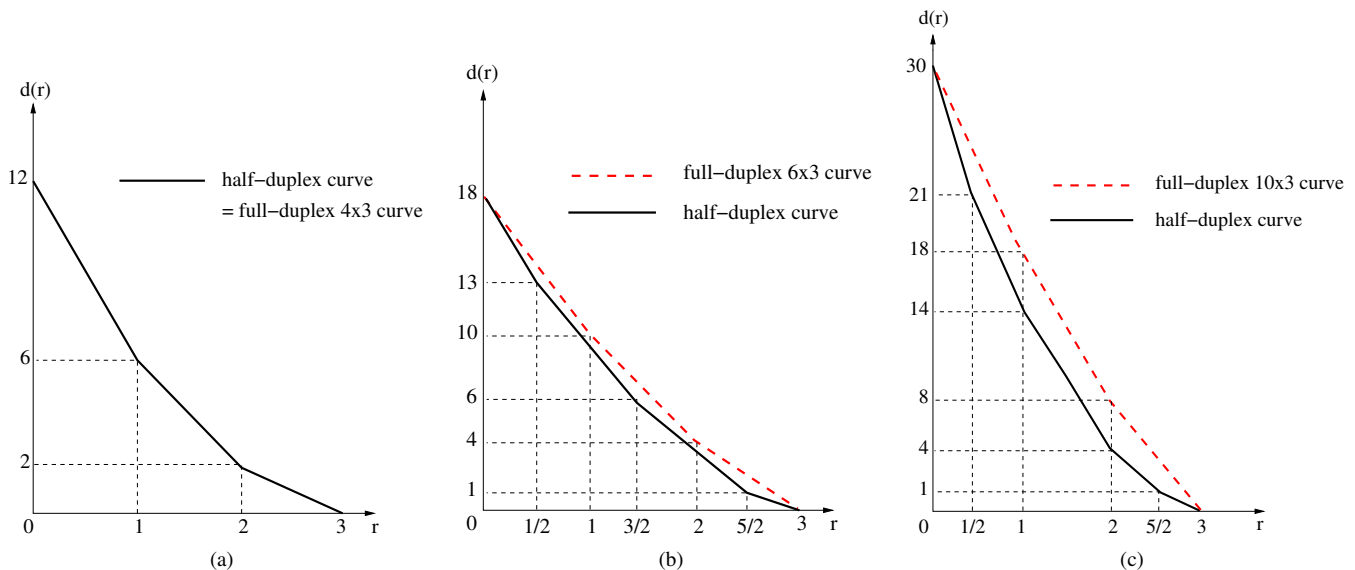 d(r)
12
6
2
0
1
2
3
r
half−duplex curve
= full−duplex 4x3 curve
(a)
d(r)
18
13
10
6
4
1
0
1/2
1
3/2
2
5/2
3
r
full−duplex 6x3 curve
half−duplex curve
(b)
d(r)
30
21
18
14
8
4
1
0
1/2
1
2
5/2
3
r
full−duplex 10x3 curve
half−duplex curve
(c)